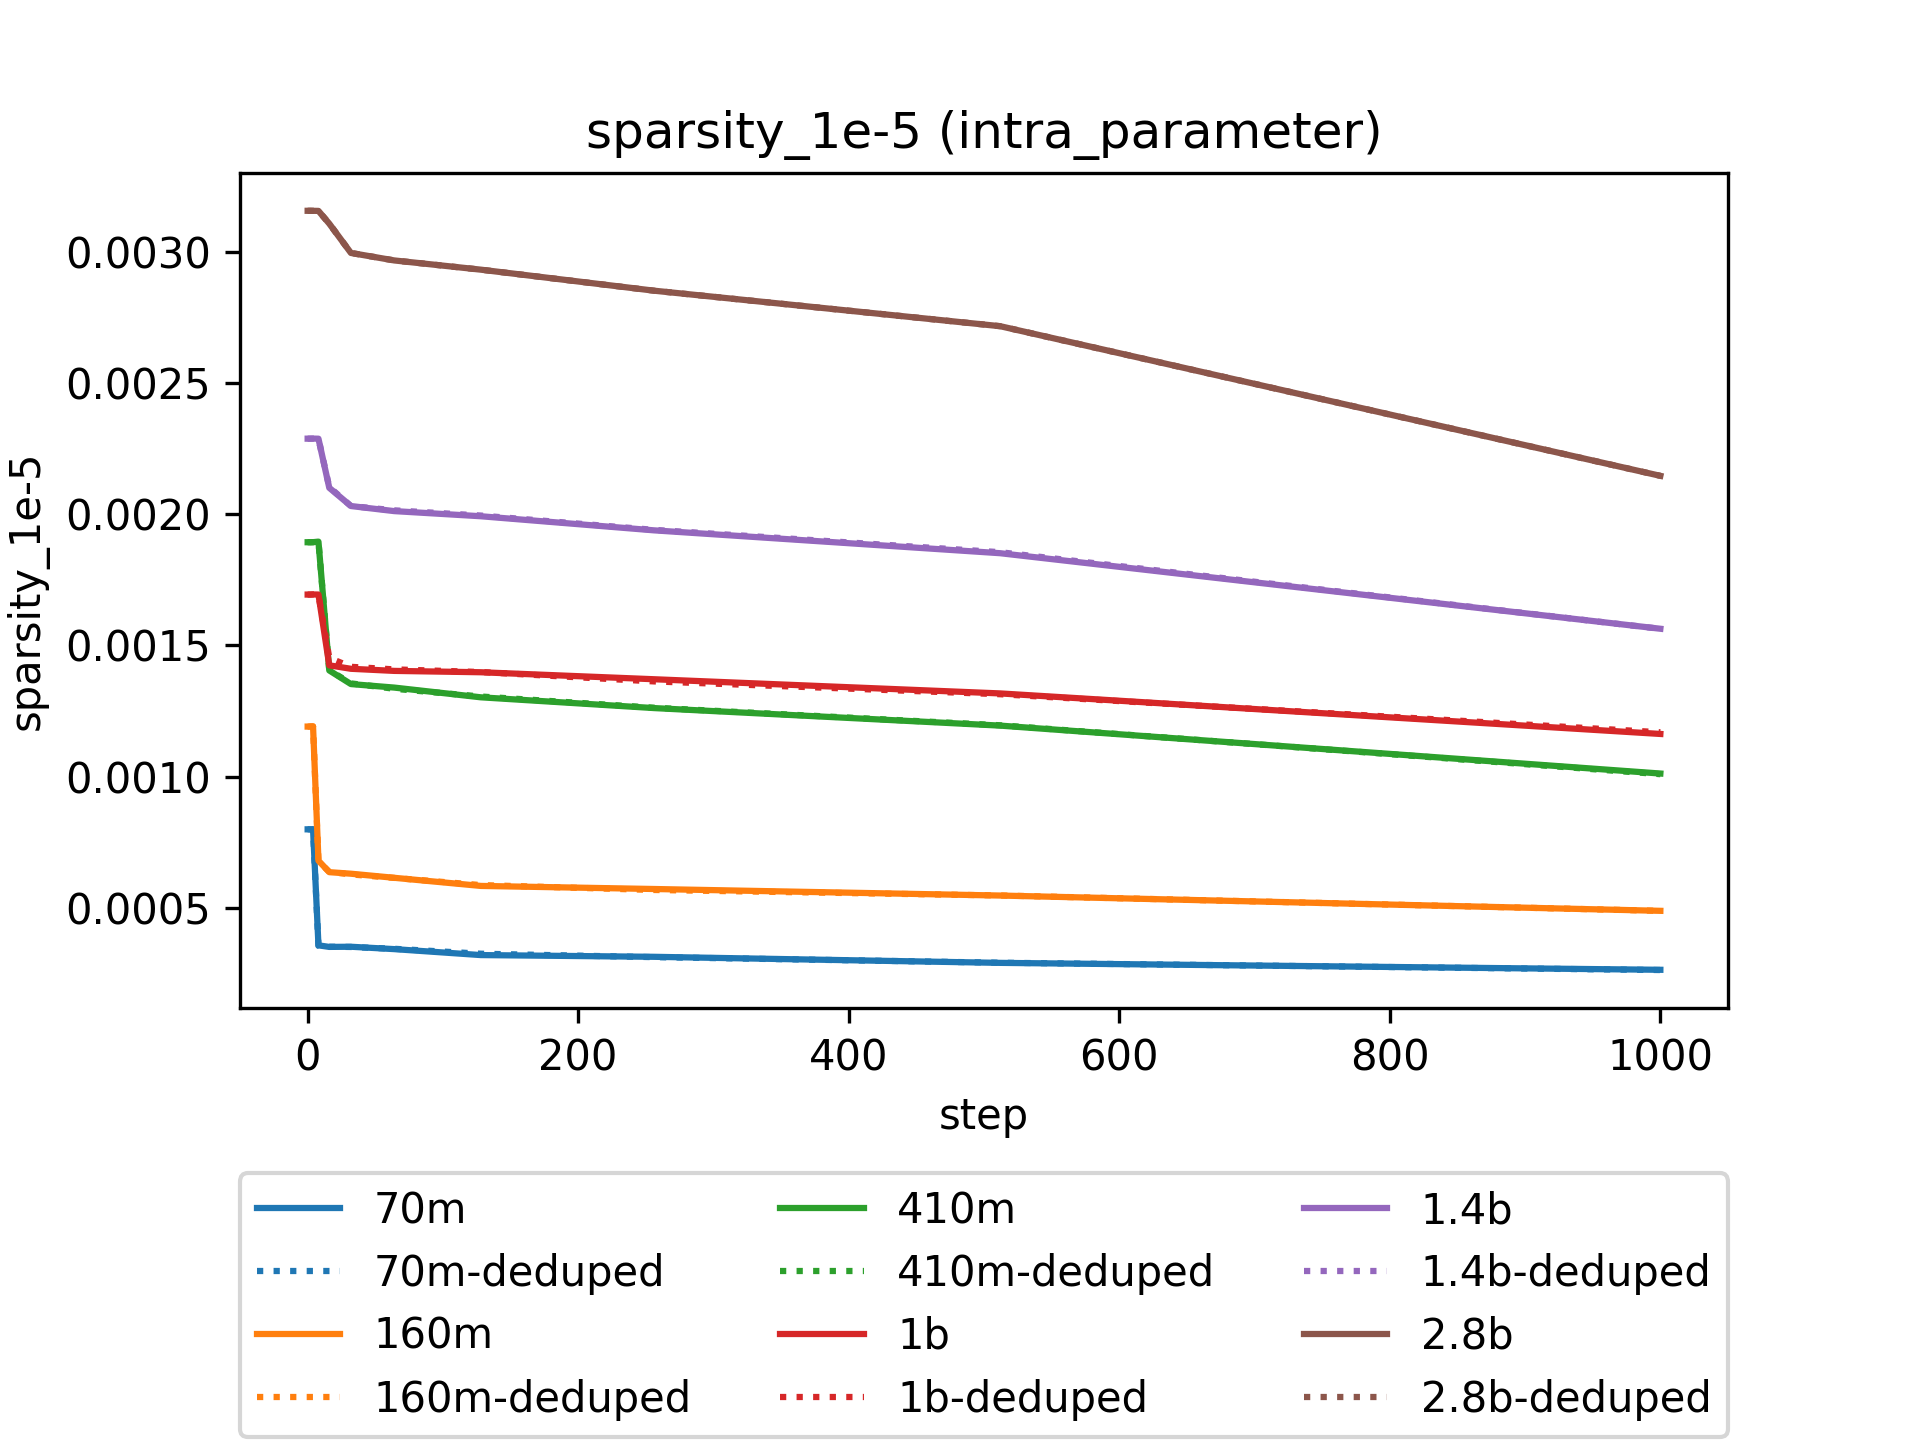 sparsity_1e-5 (intra_parameter)
sparsity_1e-5
0.0030
0.0025
0.0020
0.0015
0.0010
0.0005
0 200 400 600 800 1000
step
70m
70m-deduped
160m
160m-deduped
410m
410m-deduped
1b
1b-deduped
1.4b
1.4b-deduped
2.8b
2.8b-deduped